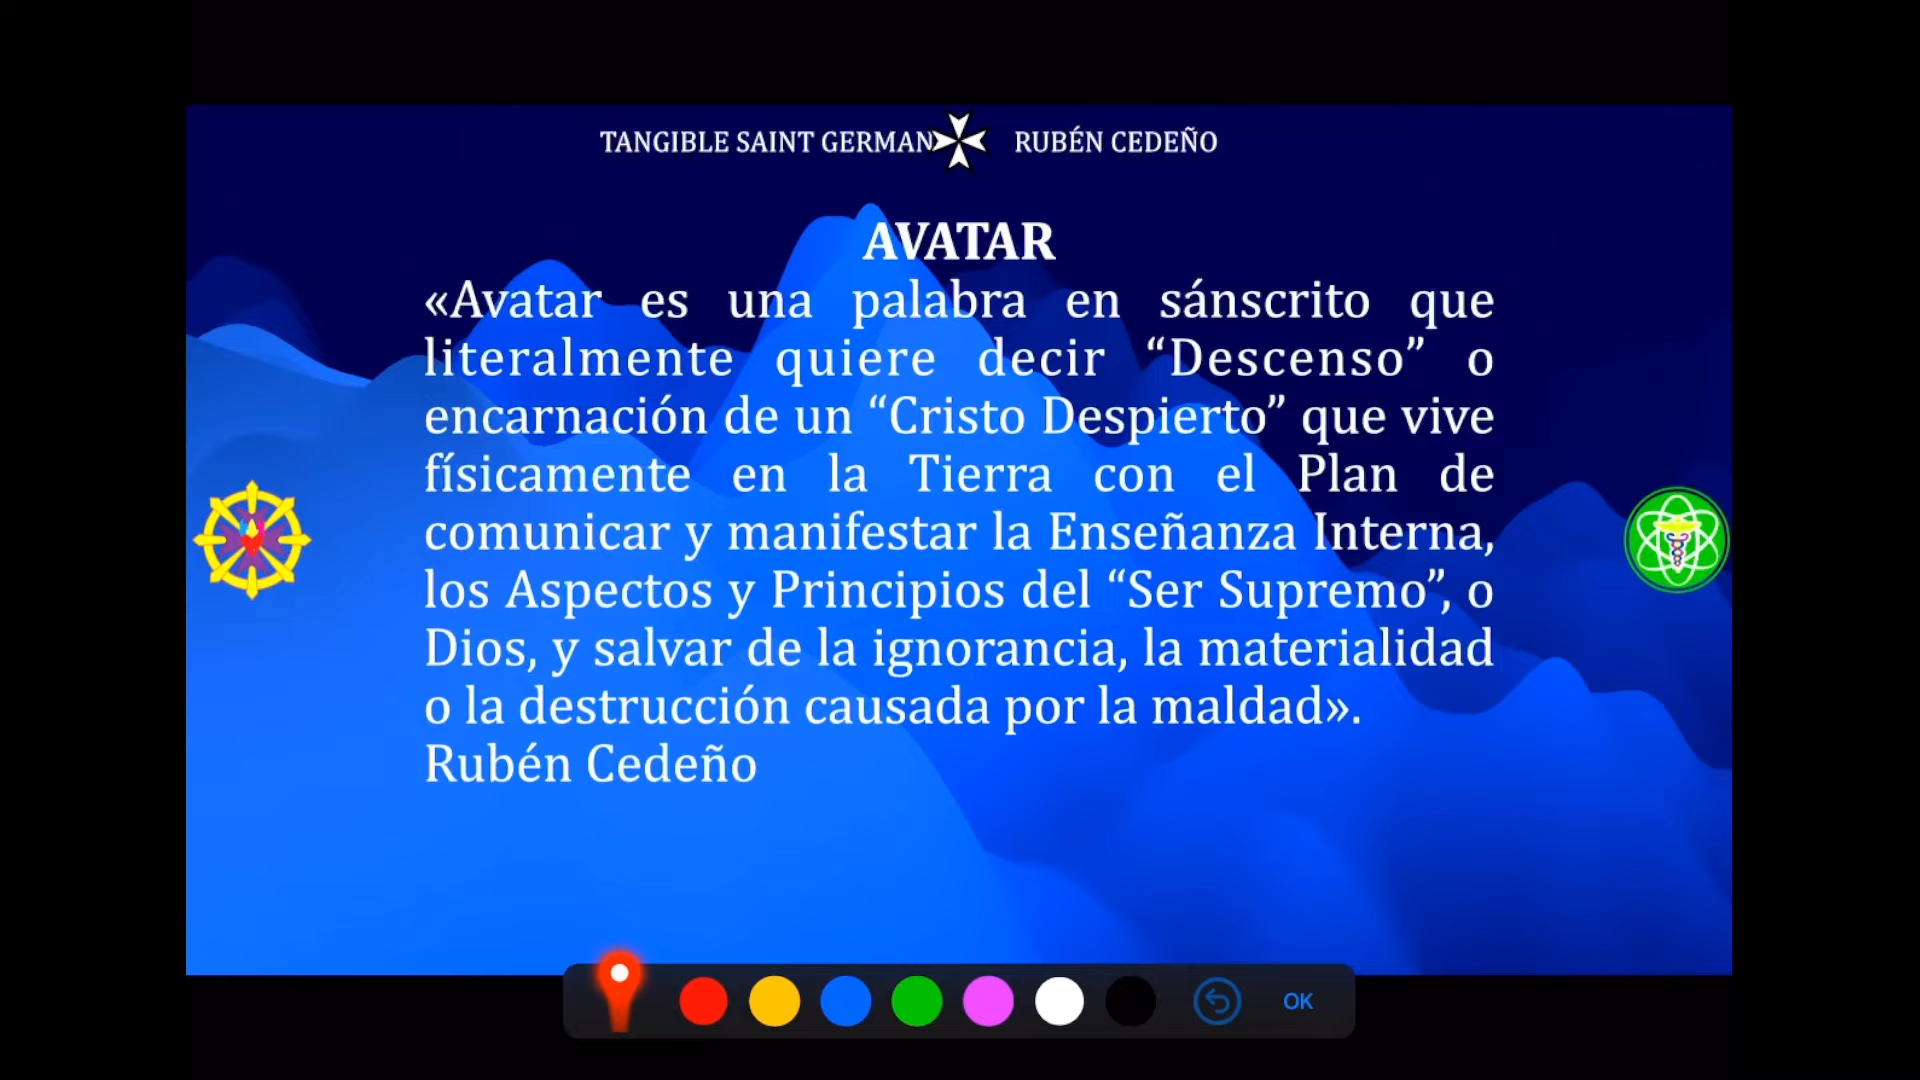 TANGIBLE SAINT GERMAN RUBÉN CEDEÑO
AVATAR
«Avatar es una palabra en sánscrito que
literalmente quiere decir “Descenso” o
encarnación de un “Cristo Despierto” que vive
físicamente en la Tierra con el Plan de
comunicar y manifestar la Enseñanza Interna,
los Aspectos y Principios del “Ser Supremo”, o
Dios, y salvar de la ignorancia, la materialidad
o la destrucción causada por la maldad».
Rubén Cedeño
OK